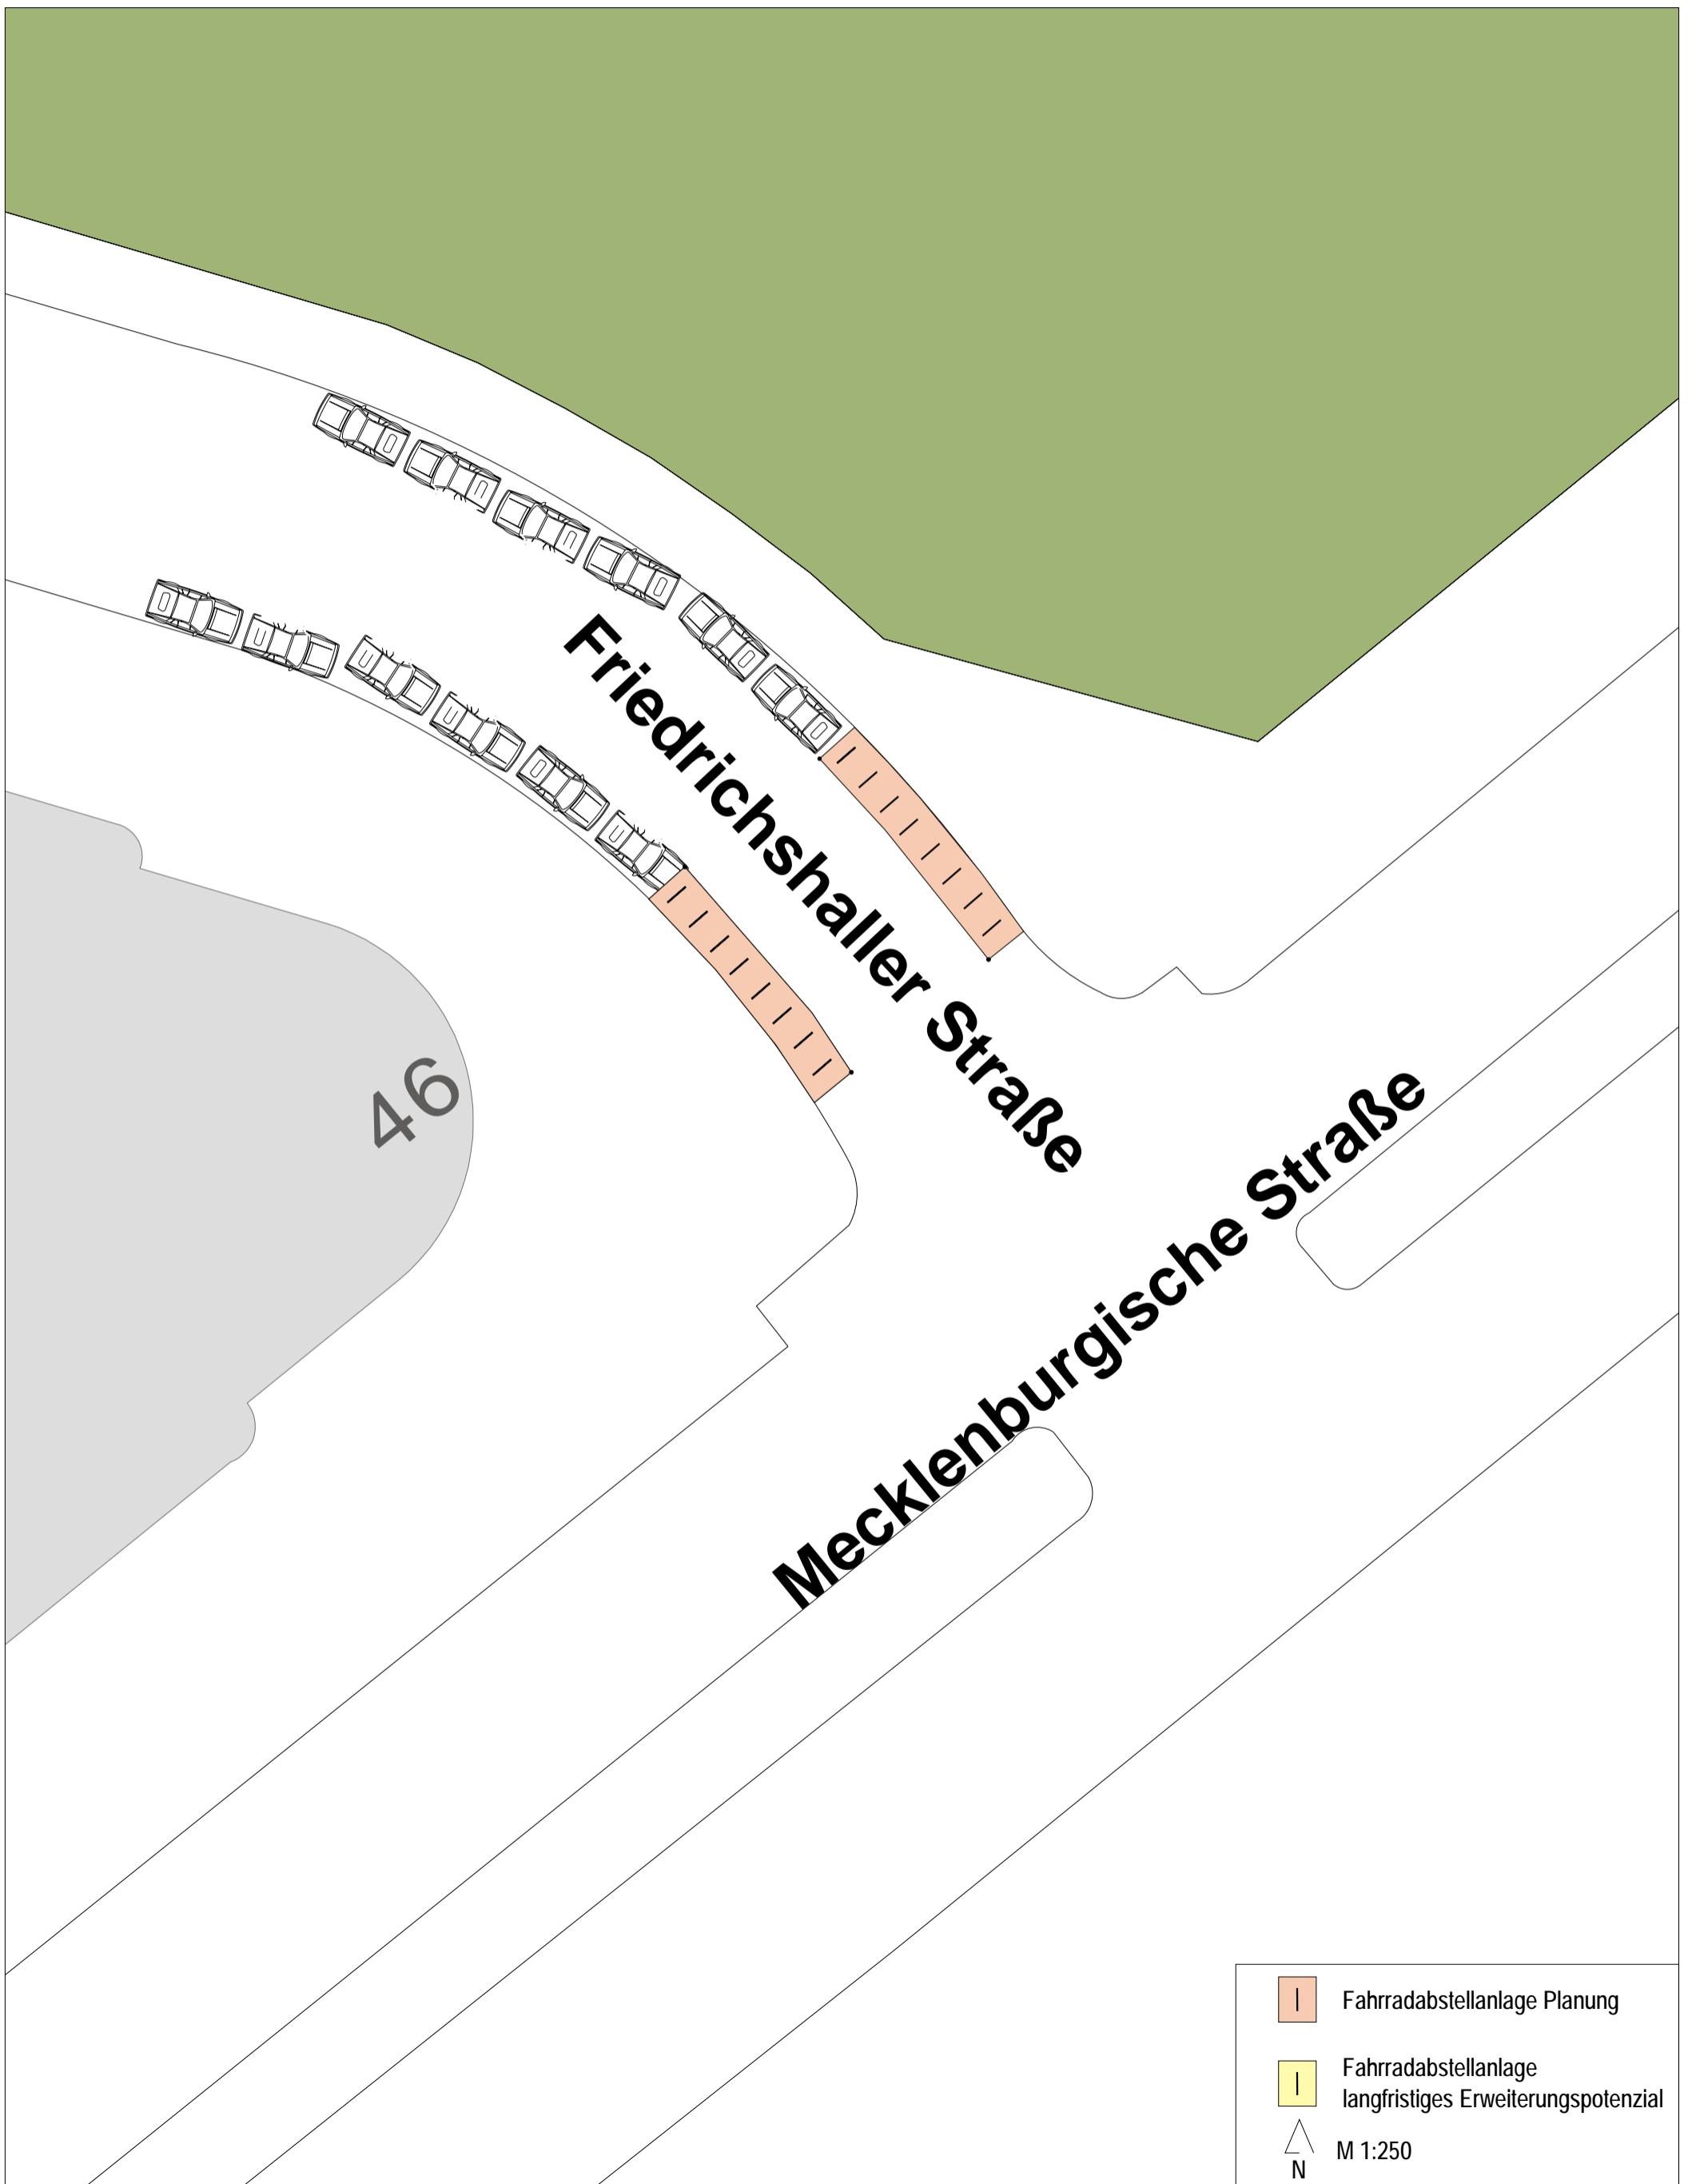 Friedrichshaller Straße
46
Mecklenburgische Straße
Fahrradabstellanlage Planung
Fahrradabstellanlage
langfristiges Erweiterungspotenzial
M 1:250
N